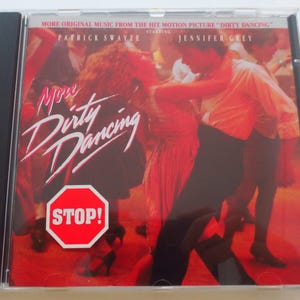 MORE ORIGINAL MUSIC FROM THE HIT MOTION PICTURE "DIRTY DANCING"
STARRING
PATRICK SWAYZE JENNIFER GREY
More
Dirty
Dancing
STOP!